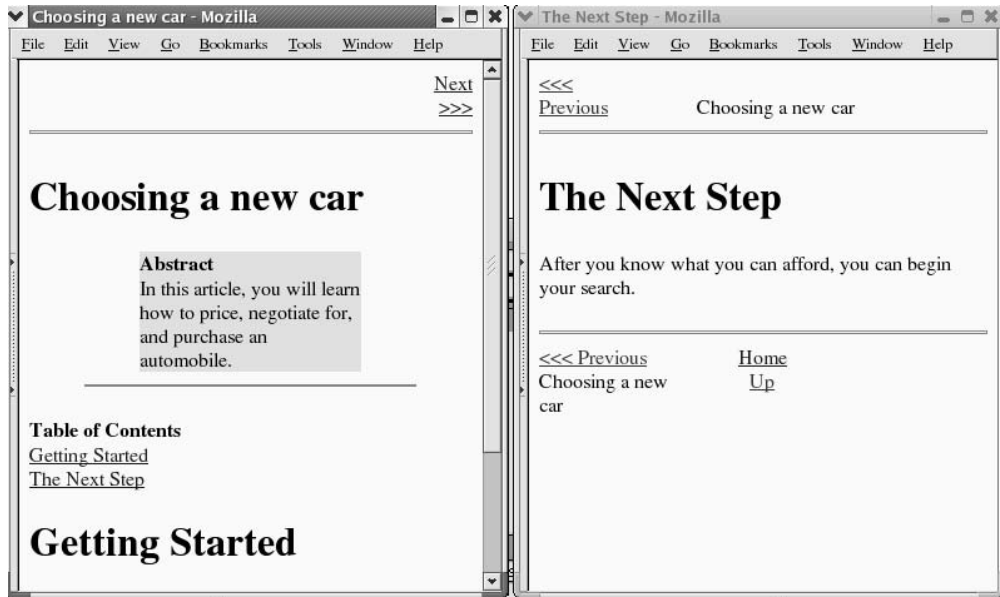 Choosing a new car - Mozilla
File Edit View Go Bookmarks Tools Window Help
Next
>>>
Choosing a new car
Abstract
In this article, you will learn
how to price, negotiate for,
and purchase an
automobile.
Table of Contents
Getting Started
The Next Step
Getting Started
The Next Step - Mozilla
File Edit View Go Bookmarks Tools Window Help
<<<
Previous Choosing a new car
The Next Step
After you know what you can afford, you can begin
your search.
<<< Previous Home
Choosing a new Up
car